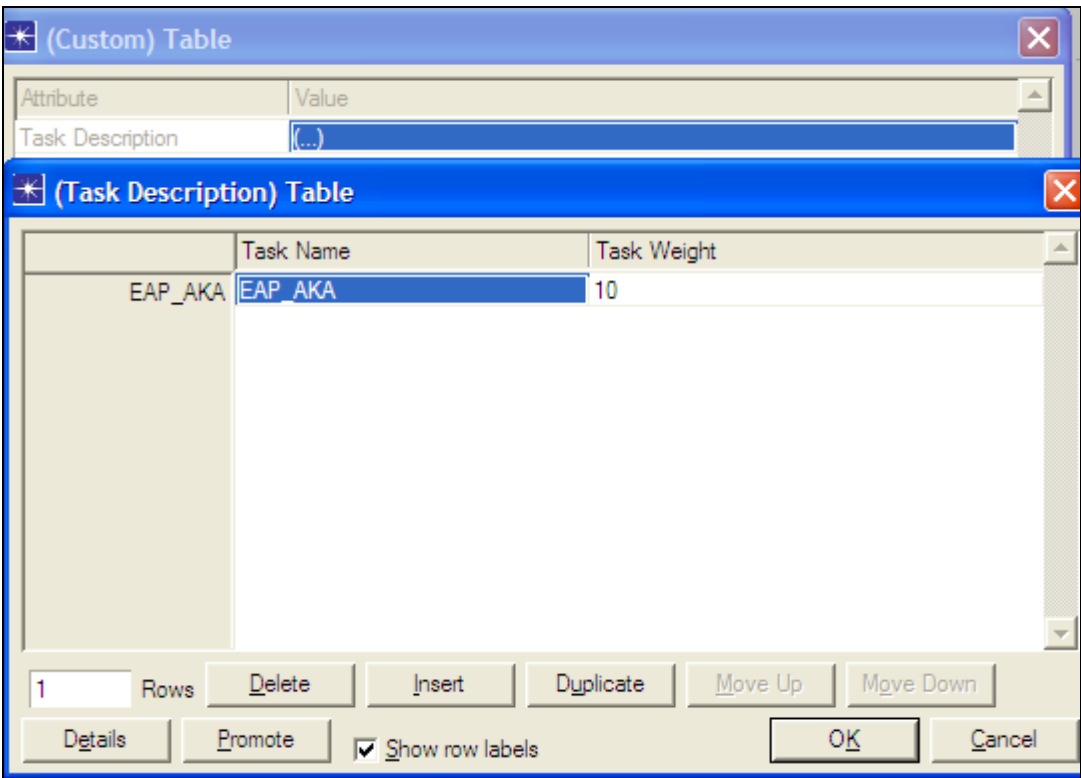 (Custom) Table
Attribute Value
Task Description (...)
(Task Description) Table
Task Name Task Weight
EAP_AKA EAP_AKA 10
1 Rows Delete Insert Duplicate Move Up Move Down
Details Promote Show row labels OK Cancel